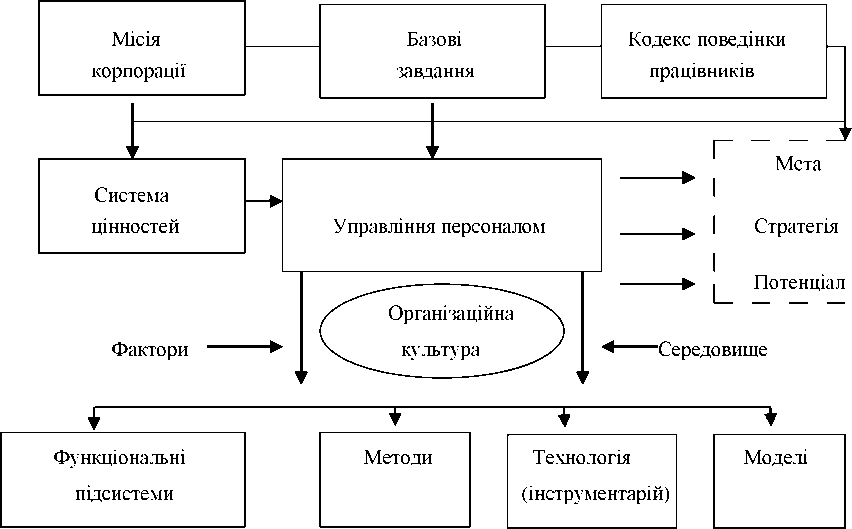 Місія
корпорації
Базові
завдання
Кодекс поведінки
працівників
Система
цінностей
Управління персоналом
Мста
Стратегія
Потенціал
Організаційна
культура
Фактори
Середовище
Функціональні
підсистеми
Методи
Технологія
(інструментарій)
Моделі